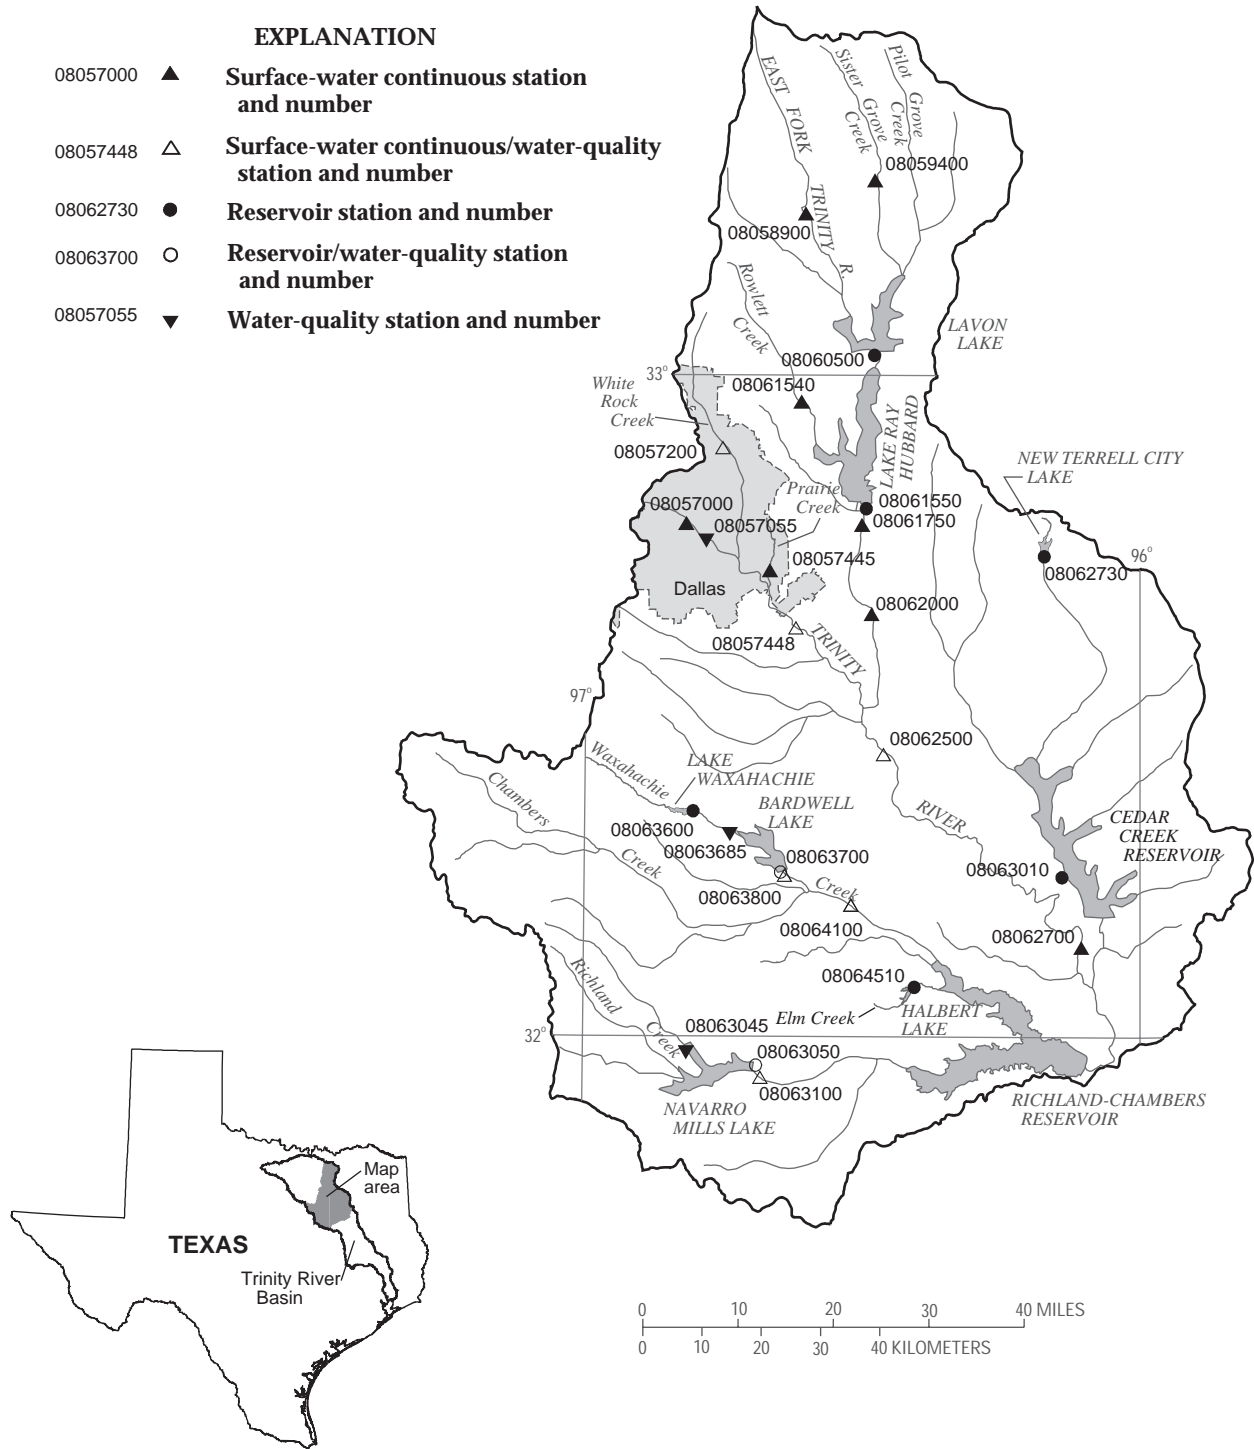 EXPLANATION
08057000 Surface-water continuous station
and number
08057448 Surface-water continuous/water-quality
station and number
08062730 Reservoir station and number
08063700 Reservoir/water-quality station
and number
08057055 Water-quality station and number
EAST FORK TRINITY R.
Sister Grove Creek
Pilot Grove Creek
08059400
08058900
Rowlett Creek
LAVON
LAKE
08060500
33°
08061540
White
Rock
Creek
LAKE RAY
HUBBARD
08057200
NEW TERRELL CITY
LAKE
Prairie
Creek
08057000
08061550
08057055
08061750
08057445
96°
08062730
Dallas
08062000
08057448
TRINITY
97°
08062500
Waxahachie
LAKE
WAXAHACHIE
Chambers
BARDWELL
LAKE
RIVER
CEDAR
CREEK
RESERVOIR
08063600
08063685
08063700
Creek
08063010
08063800
Creek
08064100
08062700
Richland
08064510
Elm Creek
HALBERT
LAKE
08063045
32°
Creek
08063050
08063100
NAVARRO
MILLS LAKE
RICHLAND-CHAMBERS
RESERVOIR
Map
area
TEXAS
Trinity River
Basin
0 10 20 30 40 MILES
0 10 20 30 40 KILOMETERS